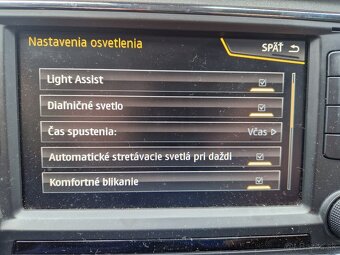 Nastavenia osvetlenia
SPÄŤ
Light Assist
Diaľničné svetlo
Čas spustenia: Včas
Automatické stretávacie svetlá pri daždi
Komfortné blikanie